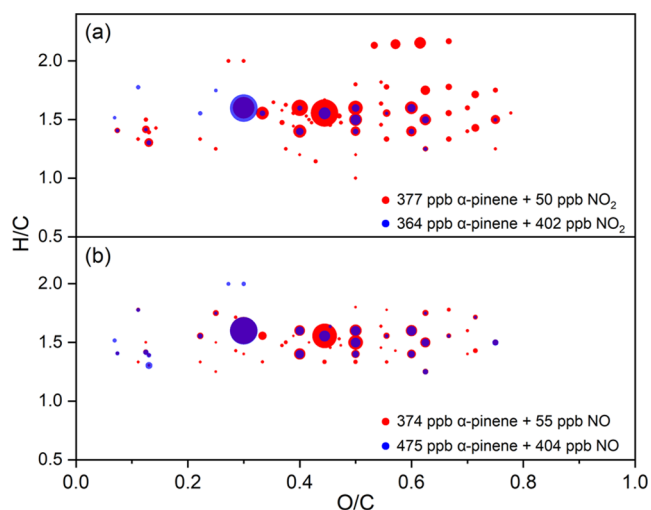 (a)
2.0
1.5
1.0
0.5
377 ppb α-pinene + 50 ppb NO₂
364 ppb α-pinene + 402 ppb NO₂
H/C
(b)
2.0
1.5
1.0
0.5
374 ppb α-pinene + 55 ppb NO
475 ppb α-pinene + 404 ppb NO
0.0 0.2 0.4 0.6 0.8 1.0
O/C